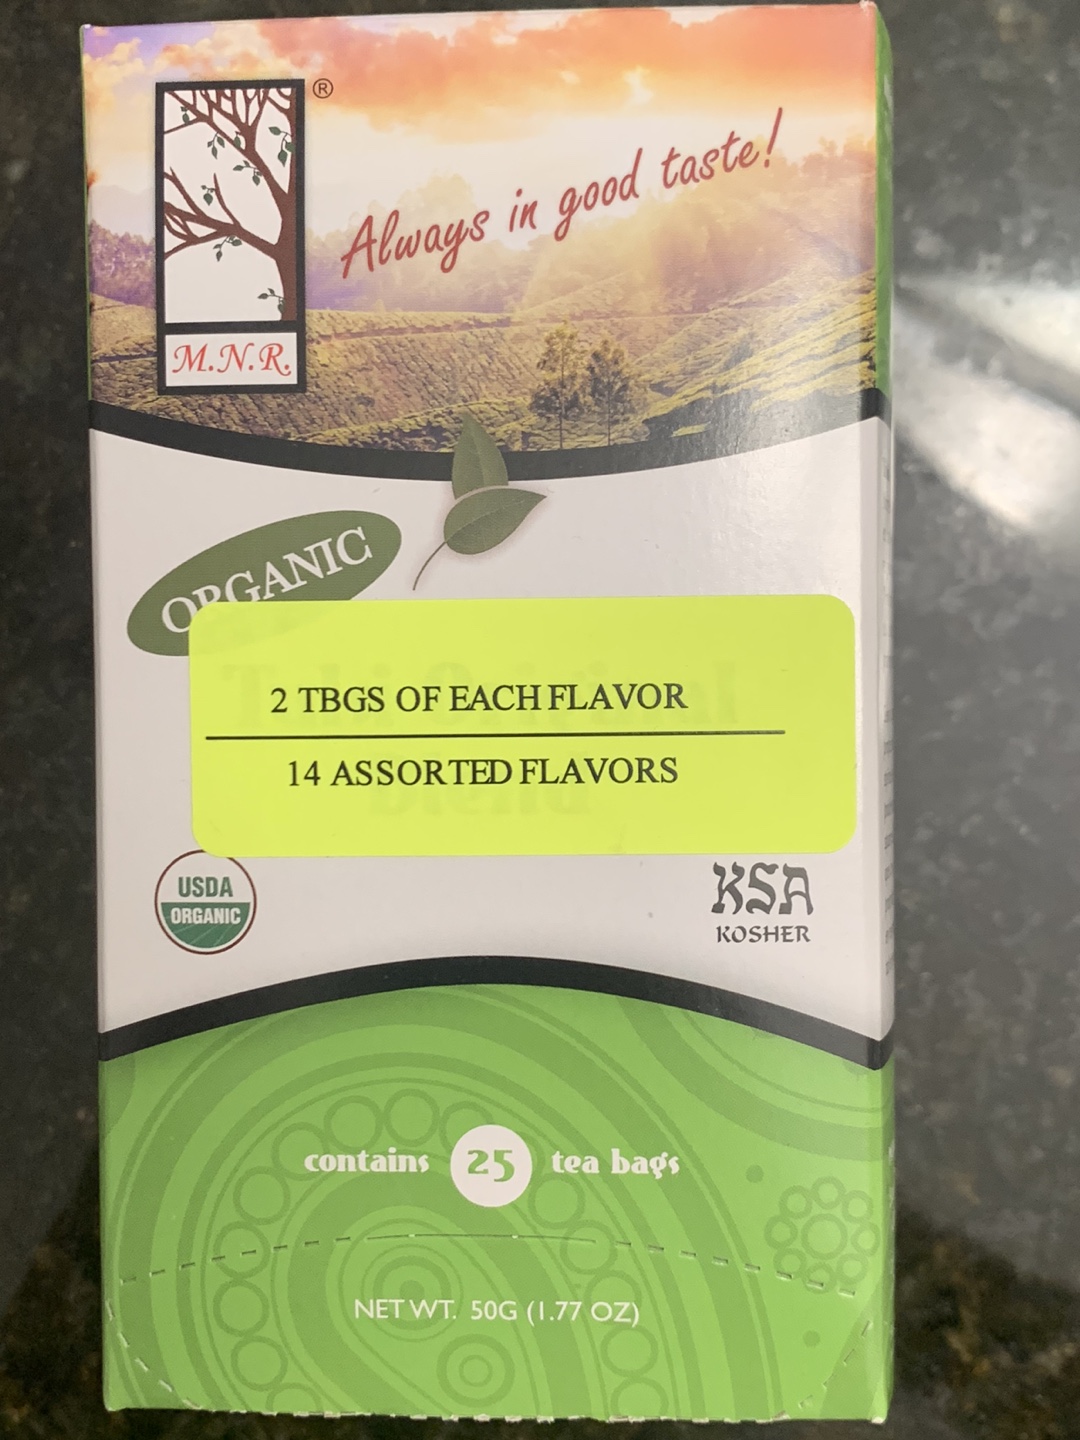 ®
Always in good taste!
M.N.R.
ORGANIC
2 TBGS OF EACH FLAVOR
14 ASSORTED FLAVORS
USDA
ORGANIC
KSA
KOSHER
contains 25 tea bags
NET WT. 50G (1.77 OZ)